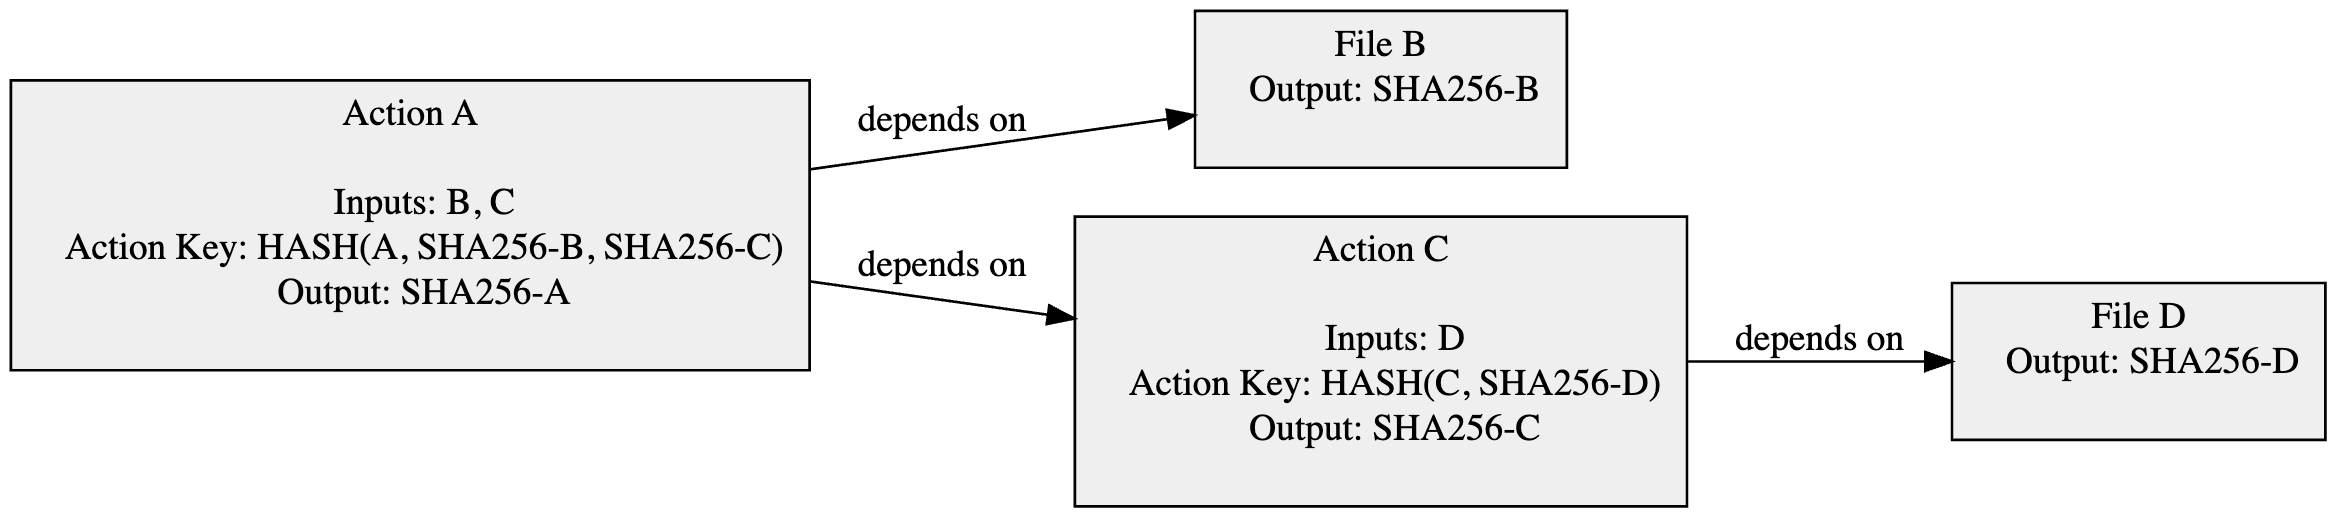 Action A
Inputs: B, C
Action Key: HASH(A, SHA256-B, SHA256-C)
Output: SHA256-A
depends on
File B
Output: SHA256-B
depends on
Action C
Inputs: D
Action Key: HASH(C, SHA256-D)
Output: SHA256-C
depends on
File D
Output: SHA256-D